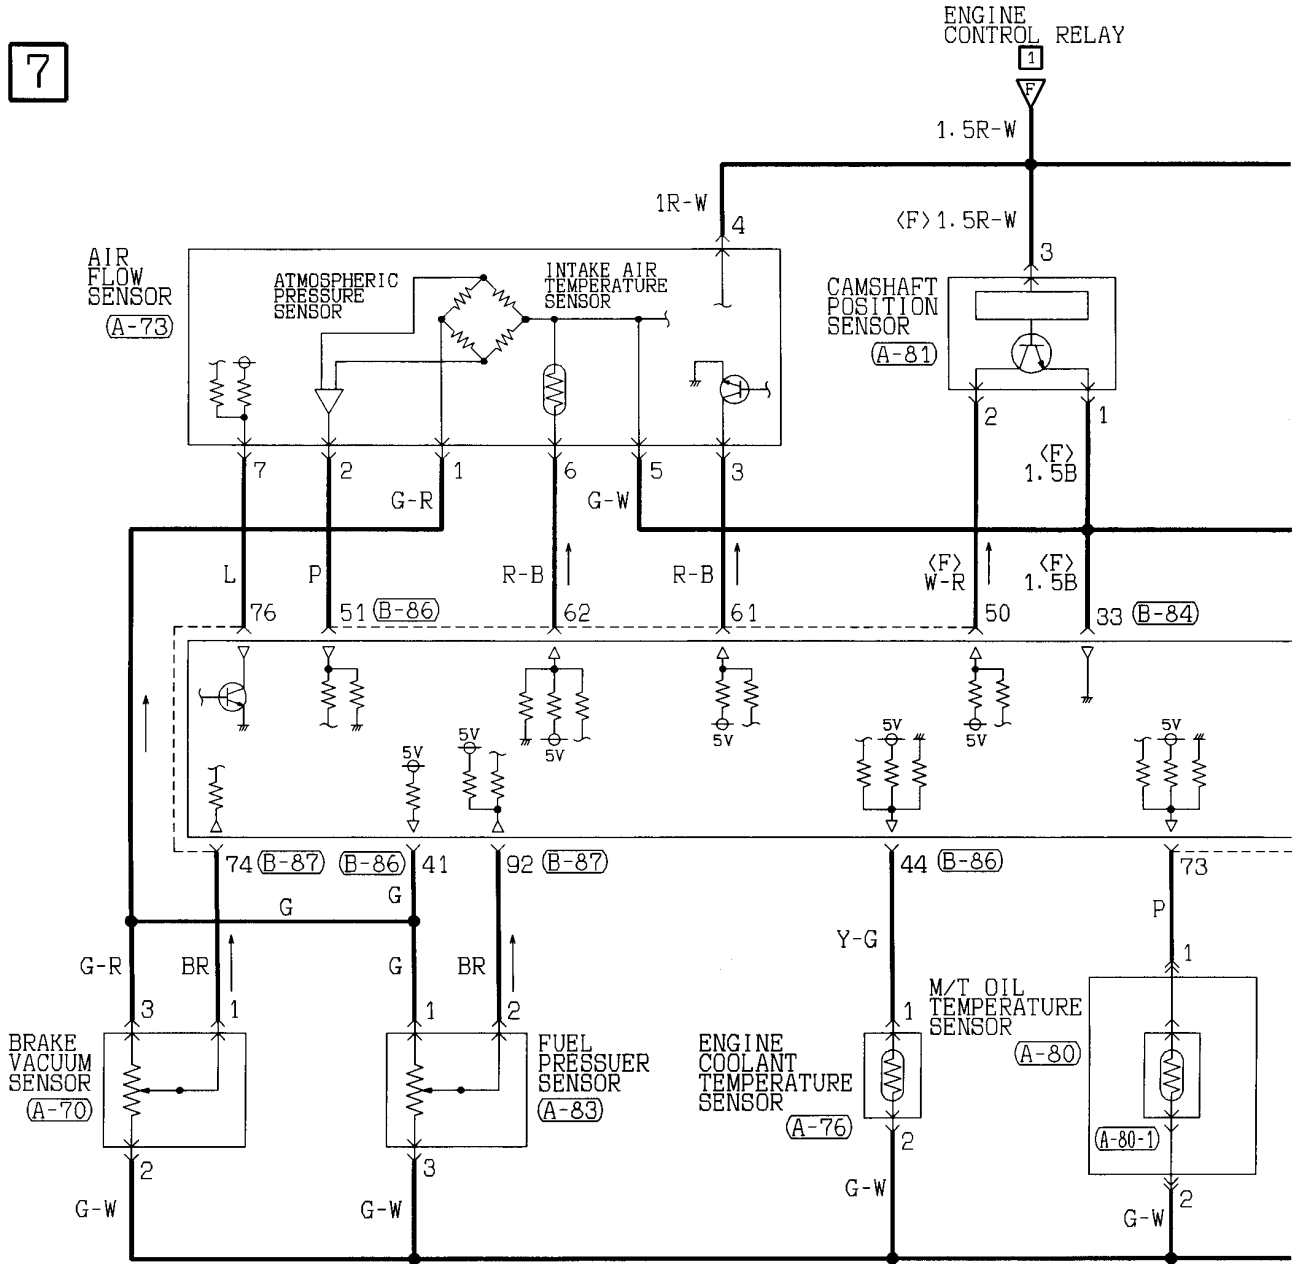 7
ENGINE
CONTROL RELAY
1
F
1.5R-W
1R-W
4
<F>1.5R-W
3
AIR
FLOW
SENSOR
A-73
ATMOSPHERIC
PRESSURE
SENSOR
INTAKE AIR
TEMPERATURE
SENSOR
CAMSHAFT
POSITION
SENSOR
A-81
7
2
1
6
5
3
2
1
G-R
G-W
<F>
1.5B
L
P
R-B
R-B
<F>
W-R
<F>
1.5B
76
51
B-86
62
61
50
33
B-84
5V
5V
5V
5V
5V
5V
5V
74
B-87
B-86
41
92
B-87
44
B-86
73
G
G
P
Y-G
G-R
BR
G
BR
3
1
1
2
1
1
M/T OIL
TEMPERATURE
SENSOR
A-80
BRAKE
VACUUM
SENSOR
A-70
FUEL
PRESSUER
SENSOR
A-83
ENGINE
COOLANT
TEMPERATURE
SENSOR
A-76
A-80-1
2
3
2
2
G-W
G-W
G-W
G-W